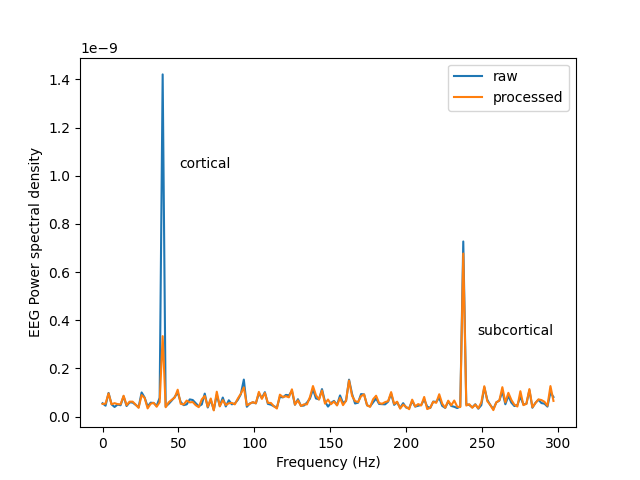 1e−9
raw
processed
cortical
subcortical
EEG Power spectral density
1.4
1.2
1.0
0.8
0.6
0.4
0.2
0.0
0
50
100
150
200
250
300
Frequency (Hz)